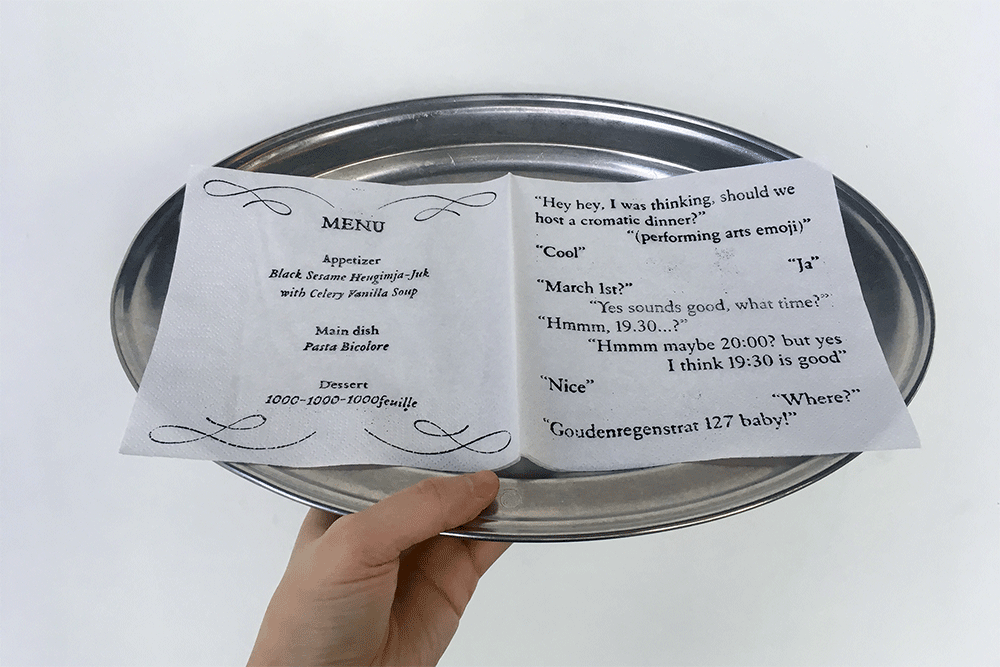 MENU
Appetizer
Black Sesame Heugimja-Juk
with Celery Vanilla Soup
Main dish
Pasta Bicolore
Dessert
1000-1000-1000feuille
“Hey hey, I was thinking, should we
host a cromatic dinner?”
“(performing arts emoji)”
“Cool”
“Ja”
“March 1st?”
“Yes sounds good, what time?”
“Hmmm, 19.30...?”
“Hmmm maybe 20:00? but yes
I think 19:30 is good”
“Nice”
“Where?”
“Goudenregenstrat 127 baby!”